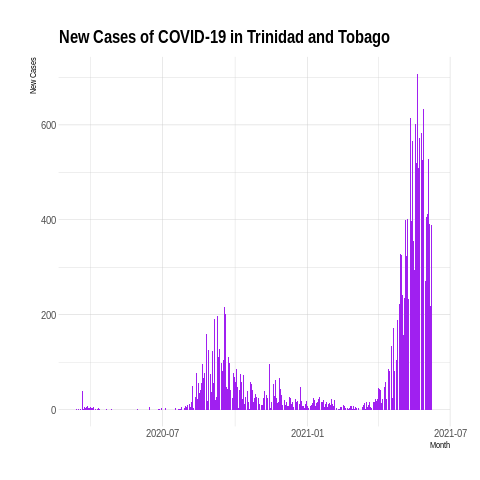 New Cases of COVID-19 in Trinidad and Tobago
New Cases
600
400
200
0
2020-07
2021-01
2021-07
Month